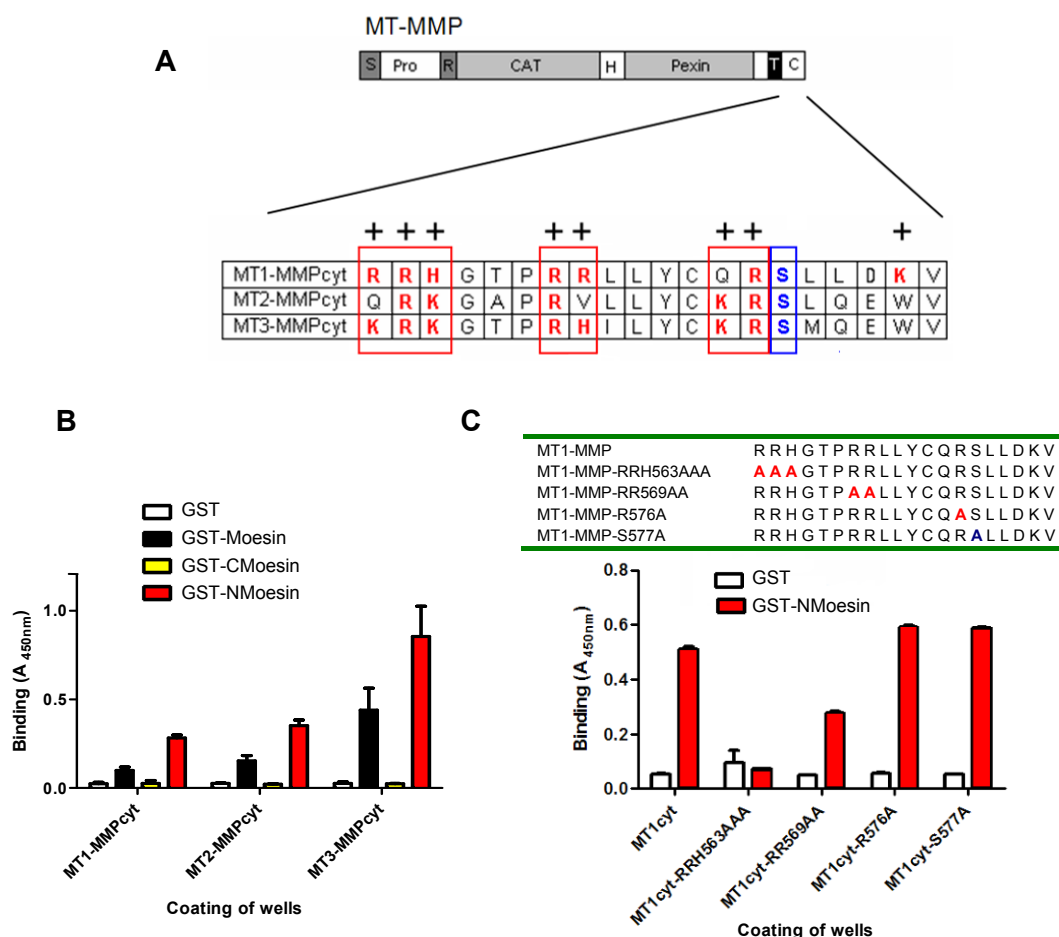 MT-MMP
A
S Pro R CAT H Pexin T C
+ + + + + + + +
MT1-MMPcyt R R H G T P R R L L Y C Q R S L L D K V
MT2-MMPcyt Q R K G A P R V L L Y C K R S L Q E W V
MT3-MMPcyt K R K G T P R H I L Y C K R S M Q E W V
B
GST
GST-Moesin
GST-CMoesin
GST-NMoesin
Binding (A 450nm)
1.0
0.5
0.0
MT1-MMPcyt
MT2-MMPcyt
MT3-MMPcyt
Coating of wells
C
MT1-MMP R R H G T P R R L L Y C Q R S L L D K V
MT1-MMP-RRH563AAA A A A G T P R R L L Y C Q R S L L D K V
MT1-MMP-RR569AA R R H G T P A A L L Y C Q R S L L D K V
MT1-MMP-R576A R R H G T P R R L L Y C Q A S L L D K V
MT1-MMP-S577A R R H G T P R R L L Y C Q R A L L D K V
GST
GST-NMoesin
Binding (A 450nm)
0.8
0.6
0.4
0.2
0.0
MT1cyt
MT1cyt-RRH563AAA
MT1cyt-RR569AA
MT1cyt-R576A
MT1cyt-S577A
Coating of wells